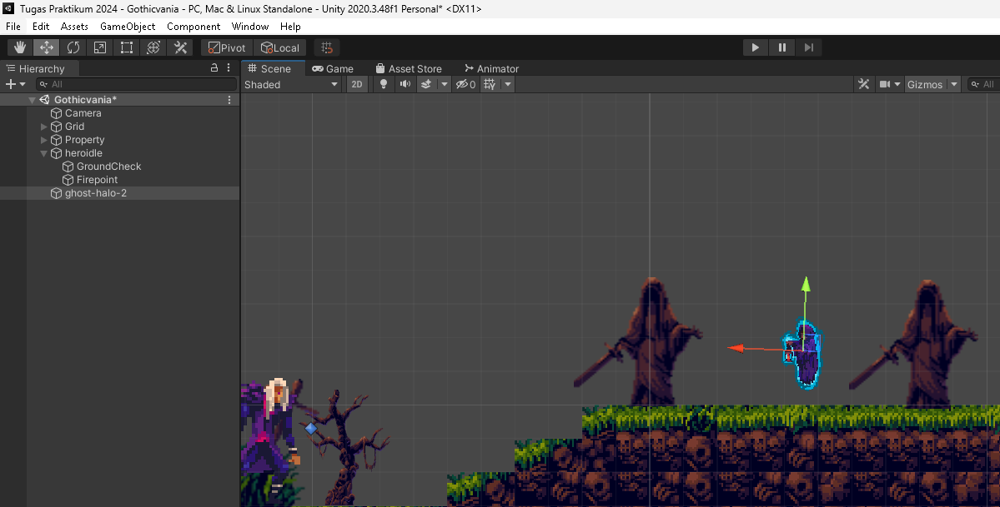 Tugas Praktikum 2024 - Gothicvania - PC, Mac & Linux Standalone - Unity 2020.3.48f1 Personal* <DX11>
File Edit Assets GameObject Component Window Help
Pivot Local
Hierarchy
All
Gothicvania*
Camera
Grid
Property
heroidle
GroundCheck
Firepoint
ghost-halo-2
Scene Game Asset Store Animator
Shaded 2D 0 Gizmos All